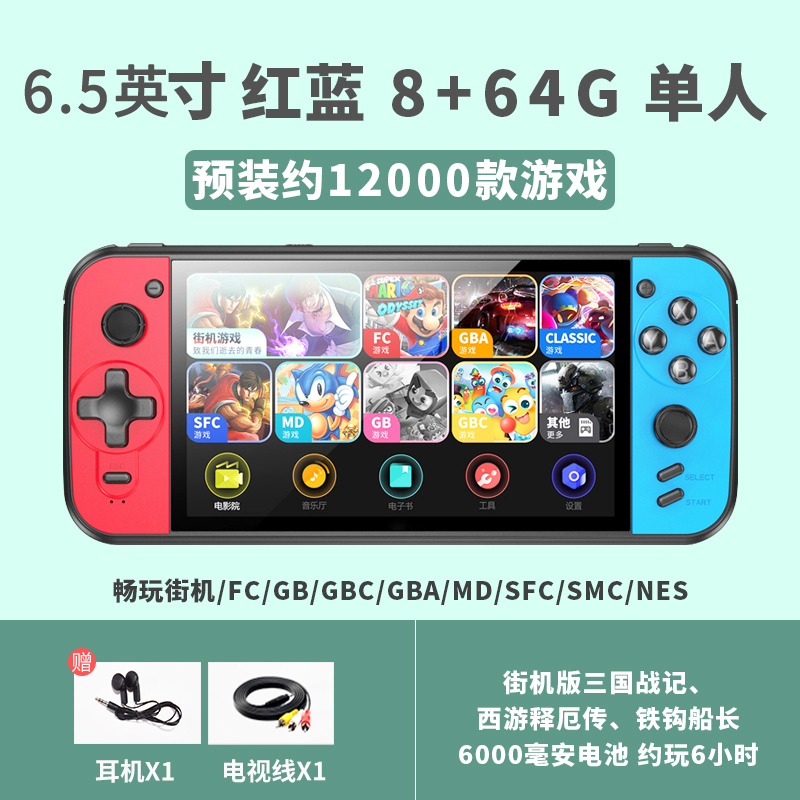 6.5英寸 红蓝 8+64G 单人
预装约12000款游戏
街机游戏
致我们逝去的青春
SUPER
MARIO
ODYSSEY
FC
游戏
GBA
游戏
CLASSIC
游戏
SFC
游戏
MD
游戏
GB
游戏
GBC
游戏
其他
更多
电影院
音乐厅
电子书
工具
设置
X
Y
A
B
SELECT
START
畅玩街机/FC/GB/GBC/GBA/MD/SFC/SMC/NES
赠
耳机X1
电视线X1
街机版三国战记、
西游释厄传、铁钩船长
6000毫安电池 约玩6小时